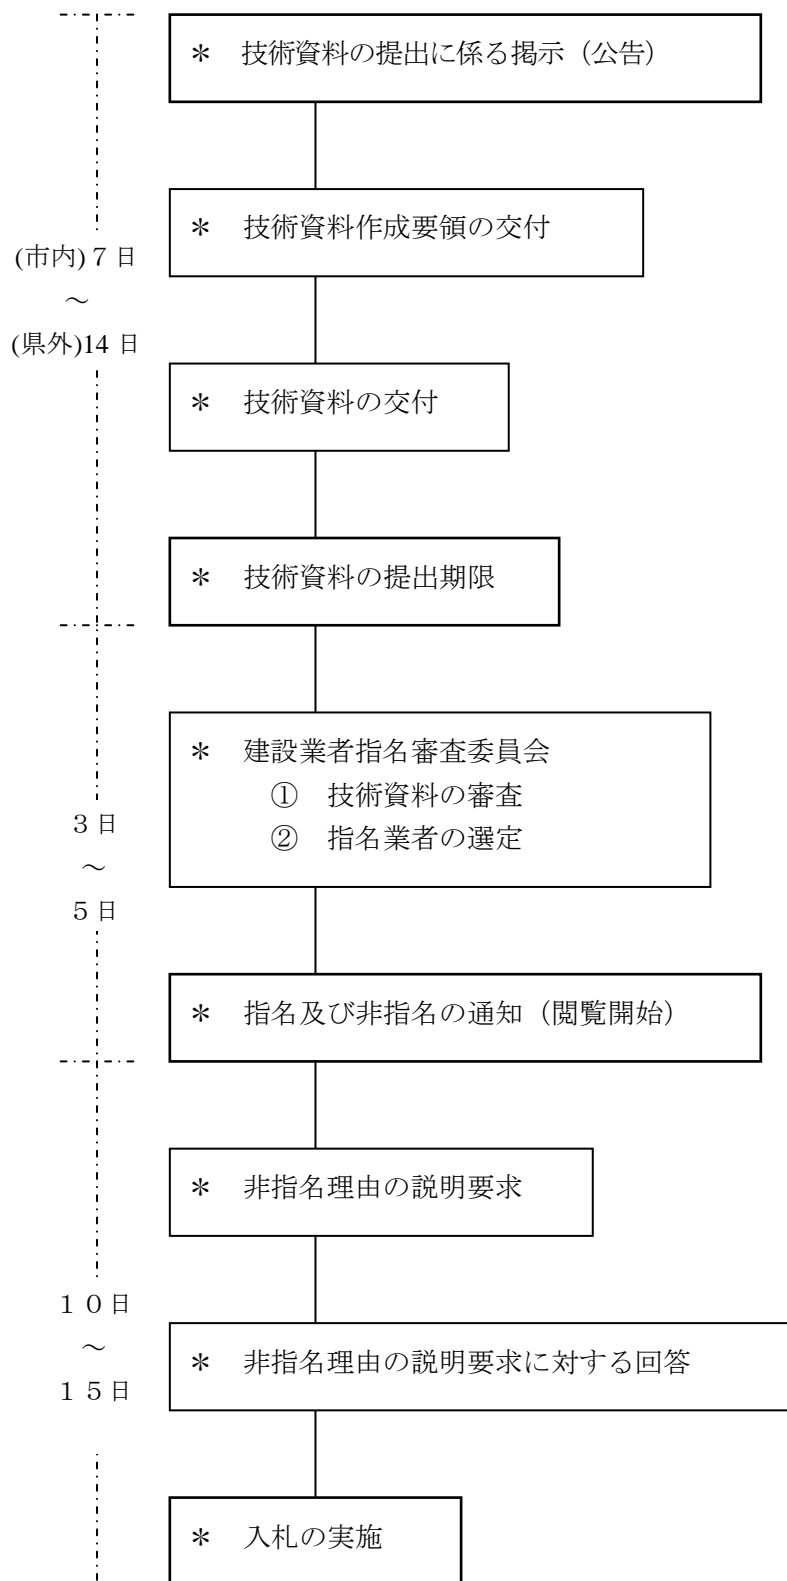 ＊　技術資料の提出に係る掲示（公告）
＊　技術資料作成要領の交付
(市内)７日
～
(県外)14 日
＊　技術資料の交付
＊　技術資料の提出期限
＊　建設業者指名審査委員会
①　技術資料の審査
②　指名業者の選定
３日
～
５日
＊　指名及び非指名の通知（閲覧開始）
＊　非指名理由の説明要求
１０日
～
１５日
＊　非指名理由の説明要求に対する回答
＊　入札の実施